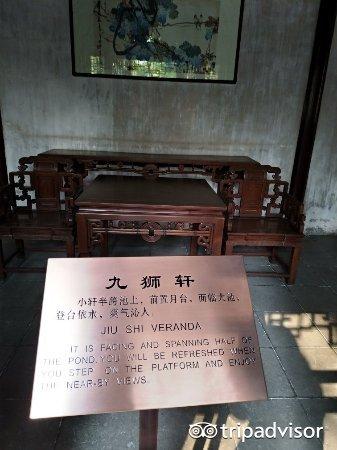 九狮轩
小轩半跨池上，前置月台，面临大池，
登台依水，爽气沁人。
JIU SHI VERANDA
IT IS FACING AND SPANNING HALF OF
THE POND.YOU WILL BE REFRESHED WHEN
YOU STEP ON THE PLATFORM AND ENJOY
THE NEAR-BY VIEWS.
tripadvisor